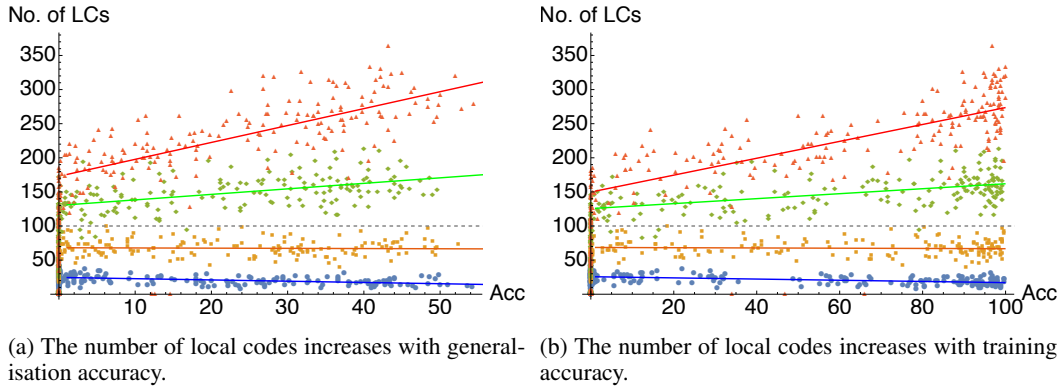 No. of LCs
350
300
250
200
150
100
50
10 20 30 40 50
Acc
No. of LCs
350
300
250
200
150
100
50
0 20 40 60 80 100
Acc
(a) The number of local codes increases with general-
isation accuracy.
(b) The number of local codes increases with training
accuracy.